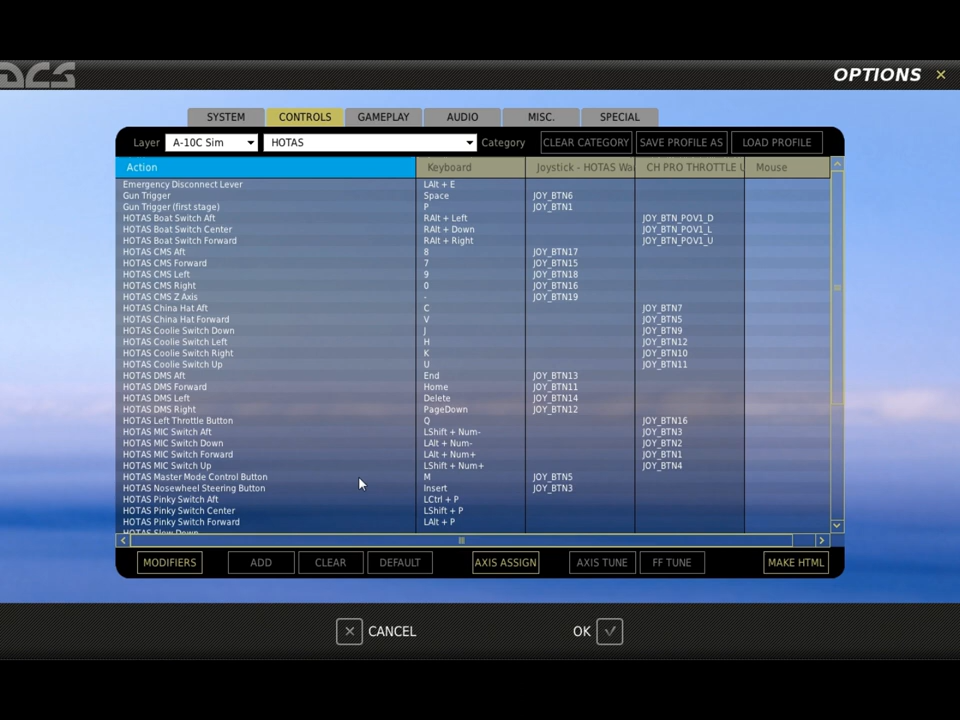 DCS
OPTIONS ×
SYSTEM CONTROLS GAMEPLAY AUDIO MISC. SPECIAL
Layer A-10C Sim HOTAS Category CLEAR CATEGORY SAVE PROFILE AS LOAD PROFILE
Action Keyboard Joystick - HOTAS Wa CH PRO THROTTLE U Mouse
Emergency Disconnect Lever LAlt + E
Gun Trigger Space JOY_BTN6
Gun Trigger (first stage) P JOY_BTN1
HOTAS Boat Switch Aft RAlt + Left JOY_BTN_POV1_D
HOTAS Boat Switch Center RAlt + Down JOY_BTN_POV1_L
HOTAS Boat Switch Forward RAlt + Right JOY_BTN_POV1_U
HOTAS CMS Aft 8 JOY_BTN17
HOTAS CMS Forward 7 JOY_BTN15
HOTAS CMS Left 9 JOY_BTN18
HOTAS CMS Right 0 JOY_BTN16
HOTAS CMS Z Axis - JOY_BTN19
HOTAS China Hat Aft C JOY_BTN7
HOTAS China Hat Forward V JOY_BTN5
HOTAS Coolie Switch Down J JOY_BTN9
HOTAS Coolie Switch Left H JOY_BTN12
HOTAS Coolie Switch Right K JOY_BTN10
HOTAS Coolie Switch Up U JOY_BTN11
HOTAS DMS Aft End JOY_BTN13
HOTAS DMS Forward Home JOY_BTN11
HOTAS DMS Left Delete JOY_BTN14
HOTAS DMS Right PageDown JOY_BTN12
HOTAS Left Throttle Button Q JOY_BTN16
HOTAS MIC Switch Aft LShift + Num- JOY_BTN3
HOTAS MIC Switch Down LAlt + Num- JOY_BTN2
HOTAS MIC Switch Forward LAlt + Num+ JOY_BTN1
HOTAS MIC Switch Up LShift + Num+ JOY_BTN4
HOTAS Master Mode Control Button M JOY_BTN5
HOTAS Nosewheel Steering Button Insert JOY_BTN3
HOTAS Pinky Switch Aft LCtrl + P
HOTAS Pinky Switch Center LShift + P
HOTAS Pinky Switch Forward LAlt + P
HOTAS Slew Down
MODIFIERS ADD CLEAR DEFAULT AXIS ASSIGN AXIS TUNE FF TUNE MAKE HTML
CANCEL OK